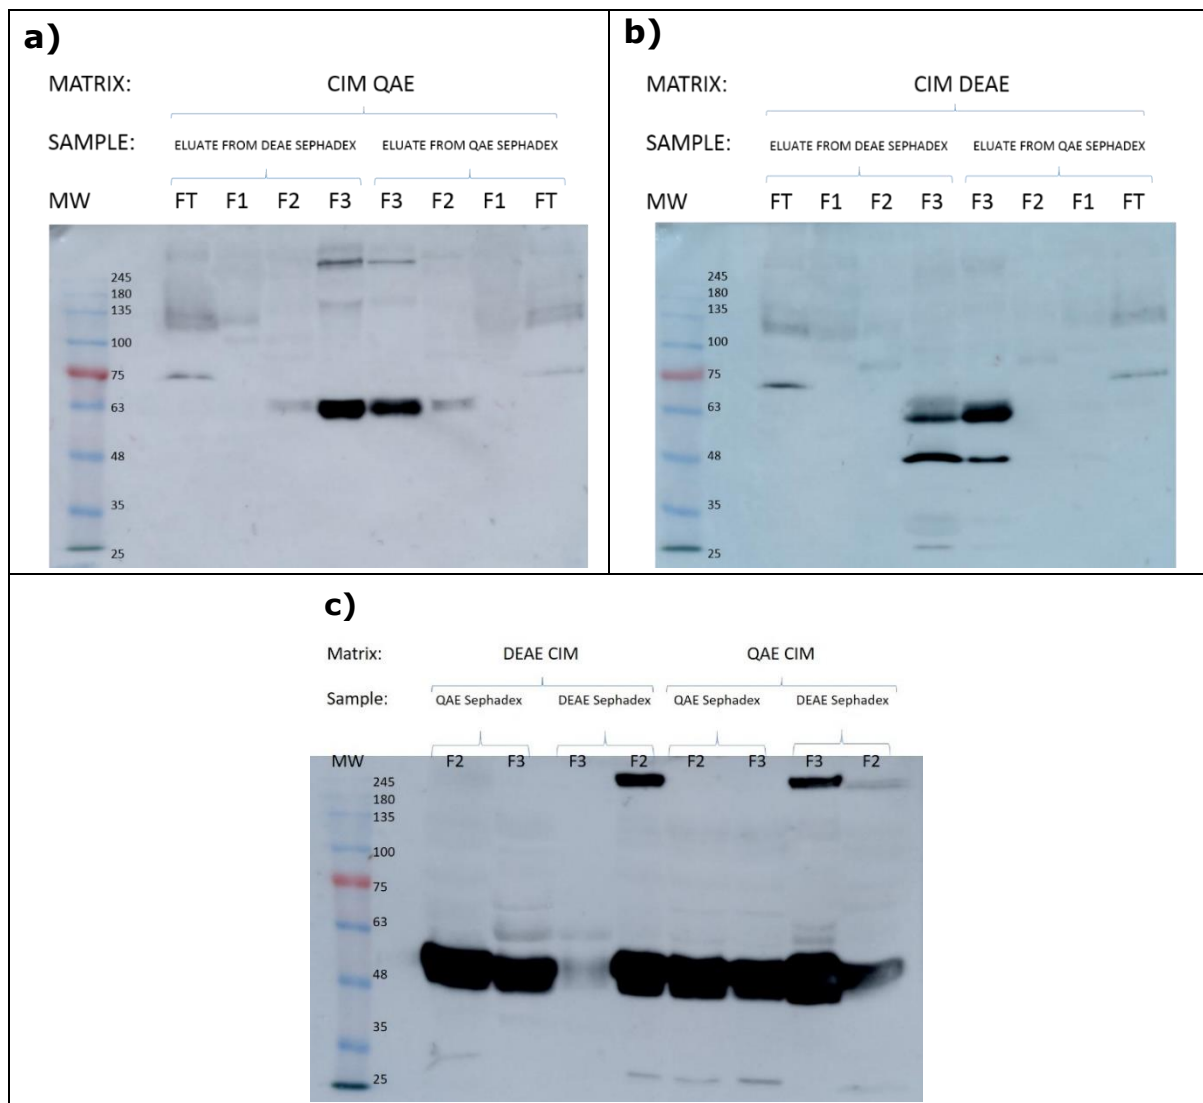 a)
MATRIX: CIM QAE
SAMPLE: ELUATE FROM DEAE SEPHADEX ELUATE FROM QAE SEPHADEX
MW FT F1 F2 F3 F3 F2 F1 FT
245
180
135
100
75
63
48
35
25
b)
MATRIX: CIM DEAE
SAMPLE: ELUATE FROM DEAE SEPHADEX ELUATE FROM QAE SEPHADEX
MW FT F1 F2 F3 F3 F2 F1 FT
245
180
135
100
75
63
48
35
25
c)
Matrix: DEAE CIM QAE CIM
Sample: QAE Sephadex DEAE Sephadex QAE Sephadex DEAE Sephadex
MW F2 F3 F3 F2 F2 F3 F3 F2
245
180
135
100
75
63
48
35
25